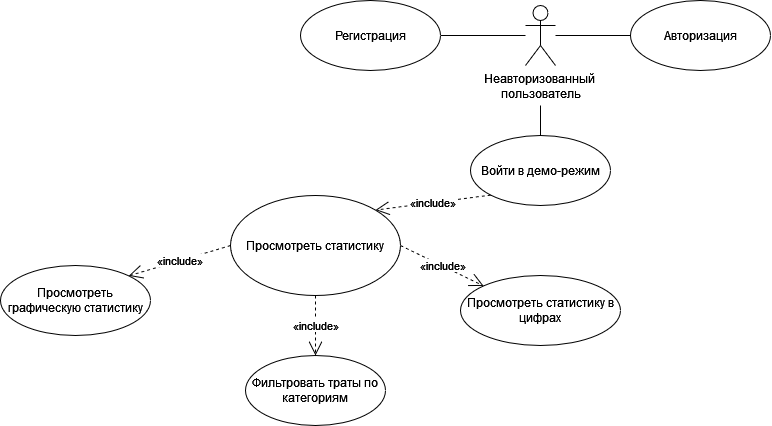 Регистрация
Авторизация
Неавторизованный
пользователь
Войти в демо-режим
«include»
Просмотреть статистику
«include»
«include»
Просмотреть
графическую статистику
Просмотреть статистику в
цифрах
«include»
Фильтровать траты по
категориям